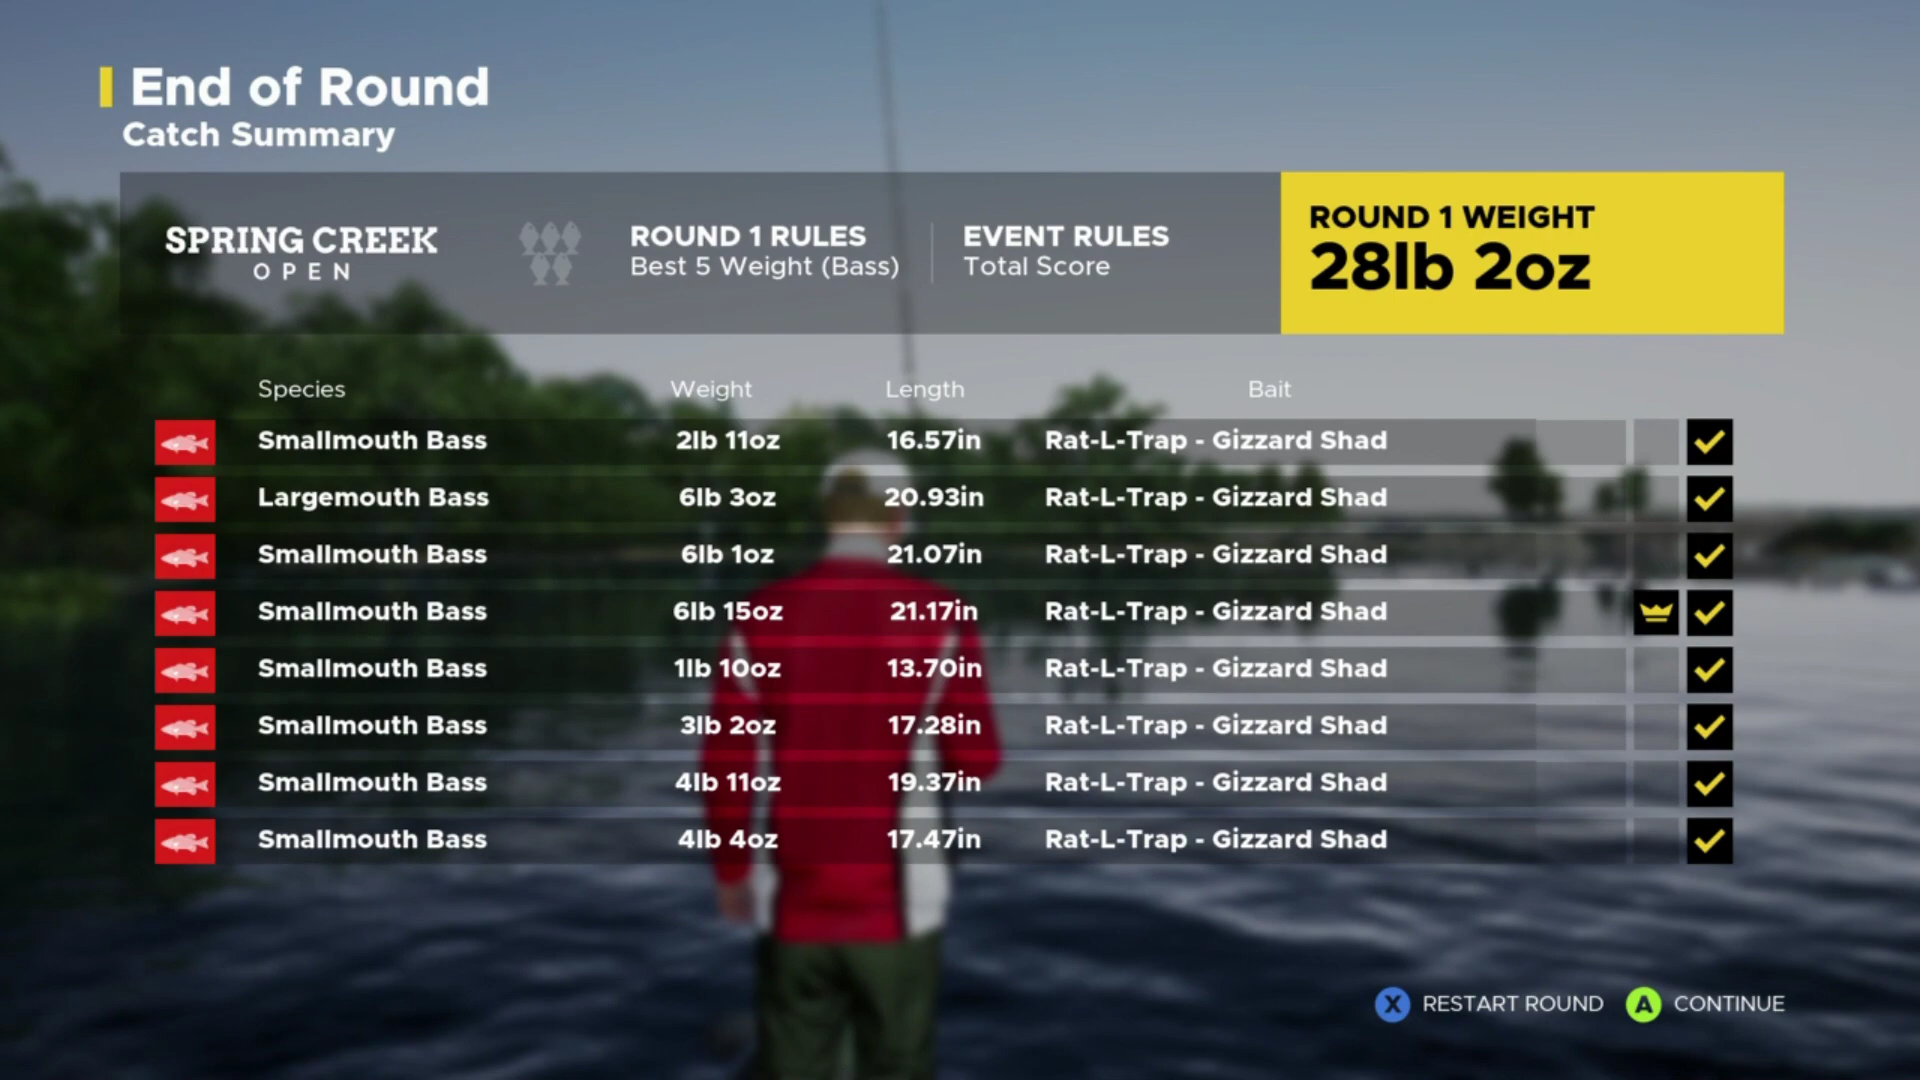 End of Round
Catch Summary
SPRING CREEK
OPEN
ROUND 1 RULES
Best 5 Weight (Bass)
EVENT RULES
Total Score
ROUND 1 WEIGHT
28lb 2oz
Species Weight Length Bait
Smallmouth Bass 2lb 11oz 16.57in Rat-L-Trap - Gizzard Shad
Largemouth Bass 6lb 3oz 20.93in Rat-L-Trap - Gizzard Shad
Smallmouth Bass 6lb 1oz 21.07in Rat-L-Trap - Gizzard Shad
Smallmouth Bass 6lb 15oz 21.17in Rat-L-Trap - Gizzard Shad
Smallmouth Bass 1lb 10oz 13.70in Rat-L-Trap - Gizzard Shad
Smallmouth Bass 3lb 2oz 17.28in Rat-L-Trap - Gizzard Shad
Smallmouth Bass 4lb 11oz 19.37in Rat-L-Trap - Gizzard Shad
Smallmouth Bass 4lb 4oz 17.47in Rat-L-Trap - Gizzard Shad
X RESTART ROUND A CONTINUE